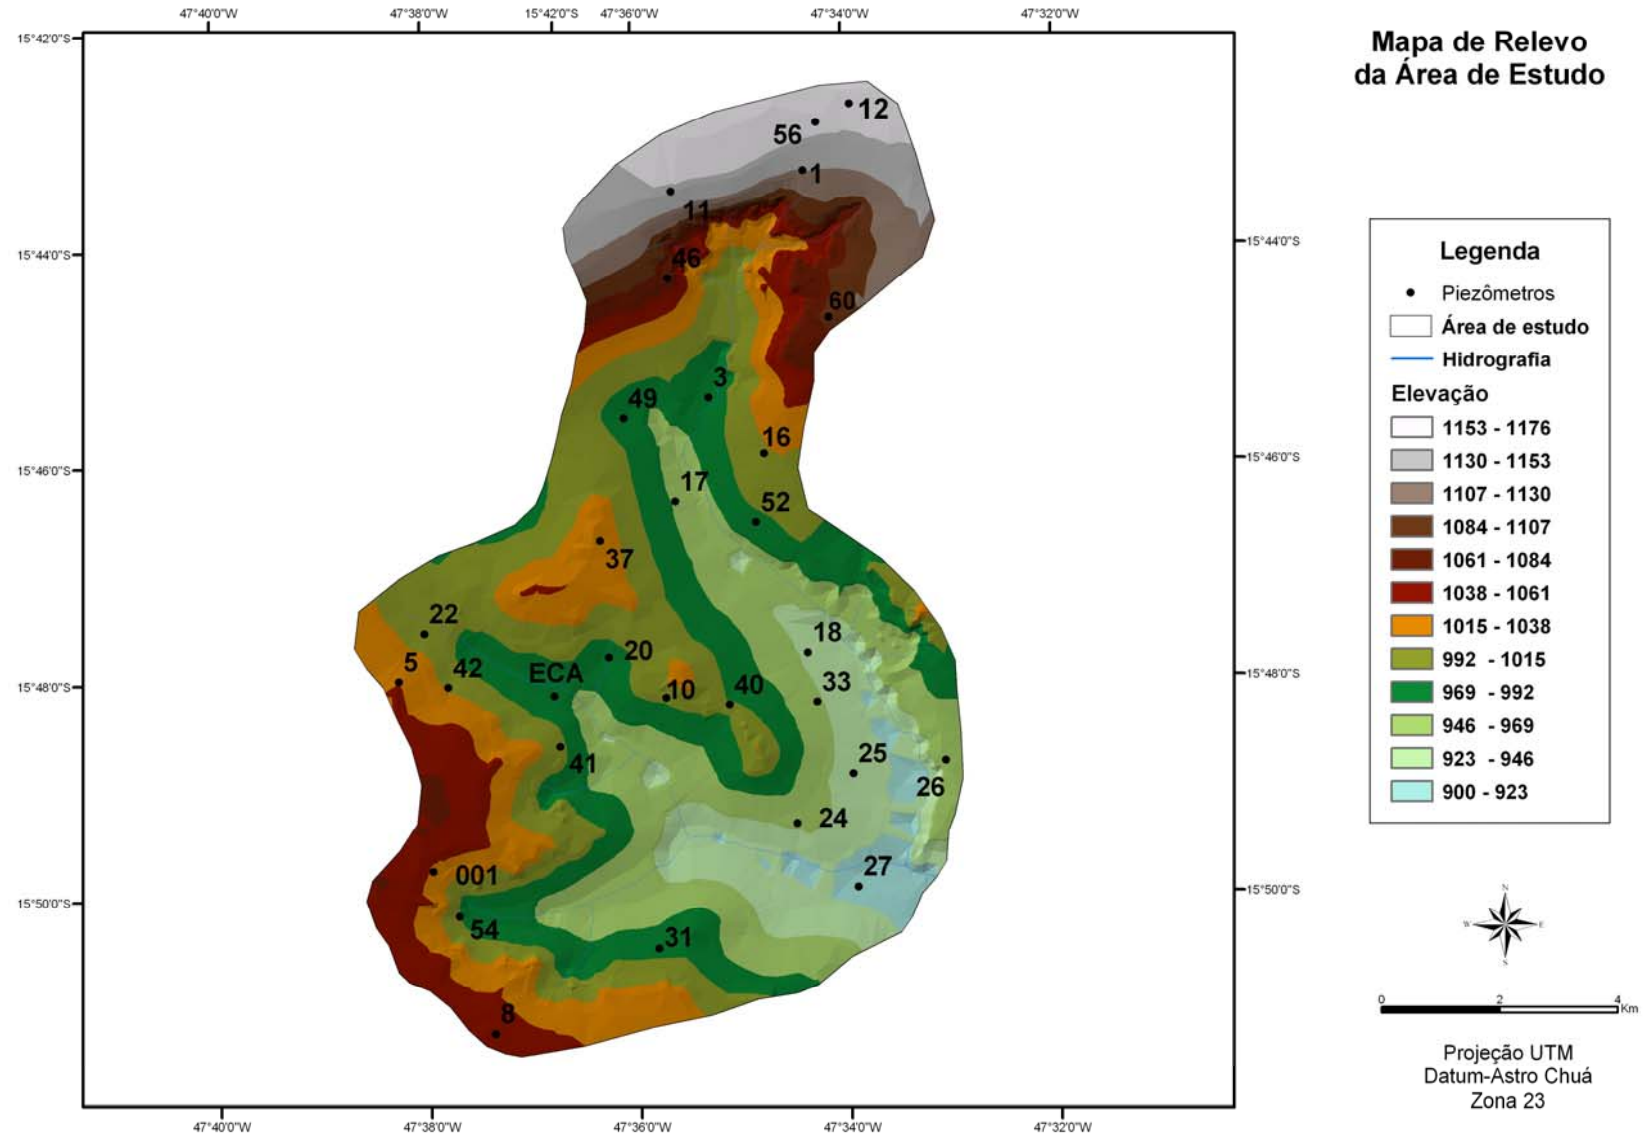 47°40'0"W 47°38'0"W 15°42'0"S 47°36'0"W 47°34'0"W 47°32'0"W
15°42'0"S
Mapa de Relevo
da Área de Estudo
12
56
1
11
15°44'0"S 15°44'0"S
46
60
3
49
16
15°46'0"S 15°46'0"S
17
52
37
22
18
5 42 ECA 20
15°48'0"S 15°48'0"S
10 40 33
25
41
26
24
27
001
15°50'0"S 15°50'0"S
54
31
8
47°40'0"W 47°38'0"W 47°36'0"W 47°34'0"W 47°32'0"W
Legenda
Piezômetros
Área de estudo
Hidrografia
Elevação
1153 - 1176
1130 - 1153
1107 - 1130
1084 - 1107
1061 - 1084
1038 - 1061
1015 - 1038
992 - 1015
969 - 992
946 - 969
923 - 946
900 - 923
N
W E
S
0 2 4
Km
Projeção UTM
Datum-Astro Chuá
Zona 23